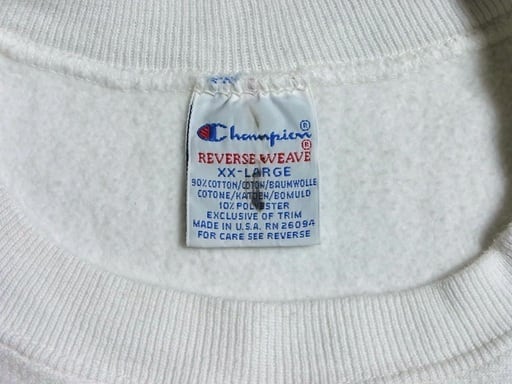 Champion®
REVERSE WEAVE®
XX-LARGE
90% COTTON/COTON/BAUMWOLLE
COTONE/KATOEN/BOMULD
10% POLYESTER
EXCLUSIVE OF TRIM
MADE IN U.S.A. RN 26094
FOR CARE SEE REVERSE